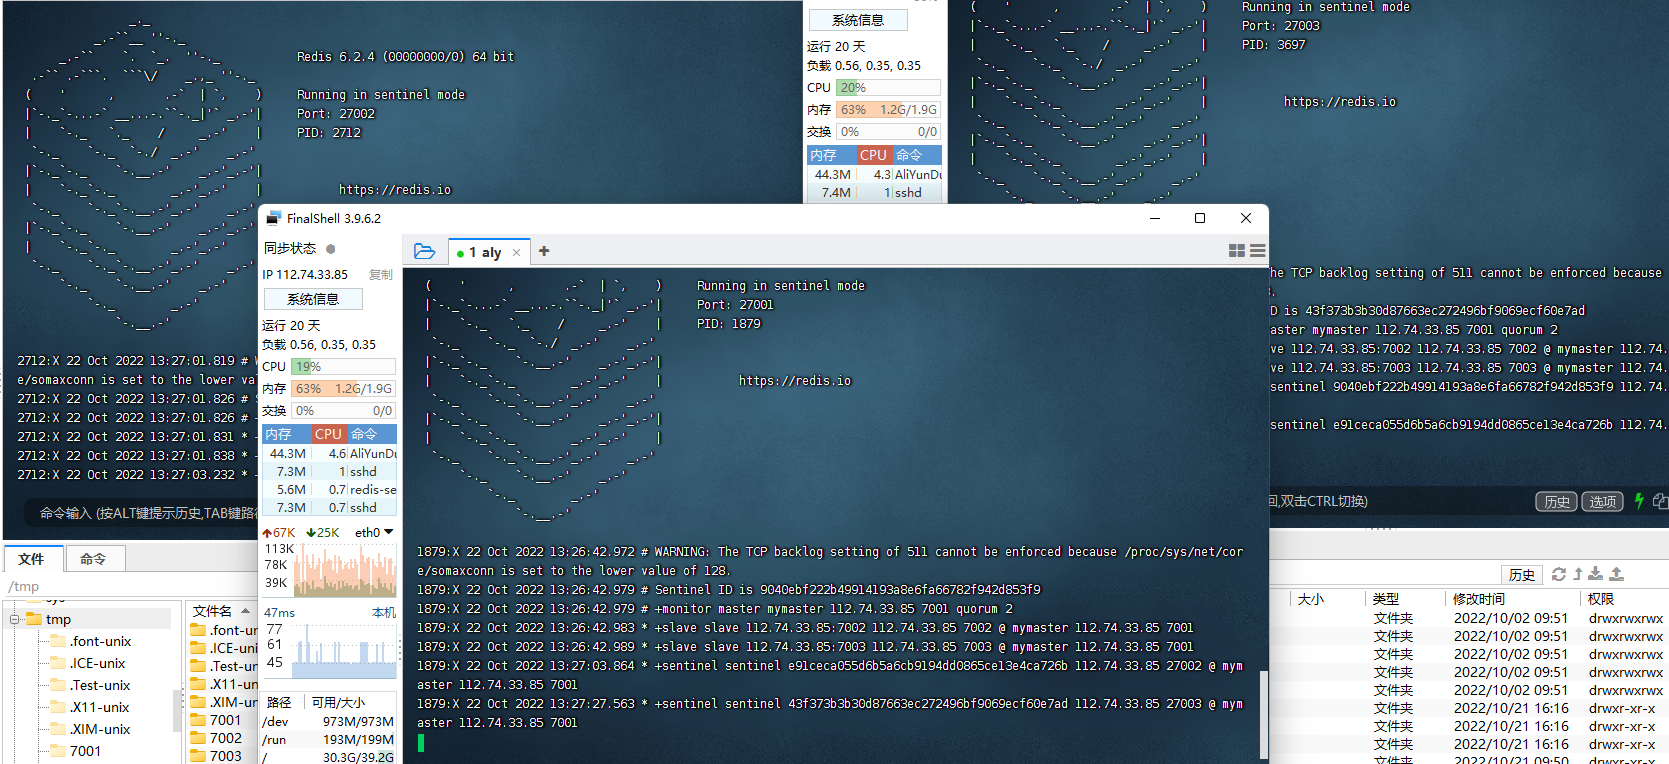 Redis 6.2.4 (00000000/0) 64 bit
Running in sentinel mode
Port: 27002
PID: 2712
https://redis.io
2712:X 22 Oct 2022 13:27:01.819 # W
e/somaxconn is set to the lower val
2712:X 22 Oct 2022 13:27:01.826 # S
2712:X 22 Oct 2022 13:27:01.826 #
2712:X 22 Oct 2022 13:27:01.831 *
2712:X 22 Oct 2022 13:27:01.838 *
2712:X 22 Oct 2022 13:27:03.232 *
命令输入 (按ALT键提示历史,TAB键路径
文件
命令
/tmp
tmp
.font-unix
.ICE-unix
.Test-unix
.X11-unix
.XIM-unix
7001
文件名
.font-un
.ICE-uni
.Test-un
.X11-un
.XIM-un
7001
7002
7003
系统信息
运行 20 天
负载 0.56, 0.35, 0.35
CPU 20%
内存 63% 1.2G/1.9G
交换 0% 0/0
内存 CPU 命令
44.3M 4.3 AliYunDu
7.4M 1 sshd
Running in sentinel mode
Port: 27003
PID: 3697
https://redis.io
he TCP backlog setting of 511 cannot be enforced because
D is 43f373b3b30d87663ec272496bf9069ecf60e7ad
aster mymaster 112.74.33.85 7001 quorum 2
ve 112.74.33.85:7002 112.74.33.85 7002 @ mymaster 112.74.
ve 112.74.33.85:7003 112.74.33.85 7003 @ mymaster 112.74.
sentinel 9040ebf222b49914193a8e6fa66782f942d853f9 112.74.
sentinel e91ceca055d6b5a6cb9194dd0865ce13e4ca726b 112.74.
回,双击CTRL切换)
历史
选项
历史
大小 类型 修改时间 权限
文件夹 2022/10/02 09:51 drwxrwxrwx
文件夹 2022/10/02 09:51 drwxrwxrwx
文件夹 2022/10/02 09:51 drwxrwxrwx
文件夹 2022/10/02 09:51 drwxrwxrwx
文件夹 2022/10/02 09:51 drwxrwxrwx
文件夹 2022/10/21 16:16 drwxr-xr-x
文件夹 2022/10/21 16:16 drwxr-xr-x
文件夹 2022/10/21 16:16 drwxr-xr-x
文件夹 2022/10/21 09:50 drwxr-xr-x
FinalShell 3.9.6.2
同步状态
IP 112.74.33.85 复制
系统信息
运行 20 天
负载 0.56, 0.35, 0.35
CPU 19%
内存 63% 1.2G/1.9G
交换 0% 0/0
内存 CPU 命令
44.3M 4.6 AliYunDu
7.3M 1 sshd
5.6M 0.7 redis-se
7.3M 0.7 sshd
67K 25K eth0
113K
78K
39K
47ms 本机
77
61
45
路径 可用/大小
/dev 973M/973M
/run 193M/199M
/ 30.3G/39.2G
1 aly
Running in sentinel mode
Port: 27001
PID: 1879
https://redis.io
1879:X 22 Oct 2022 13:26:42.972 # WARNING: The TCP backlog setting of 511 cannot be enforced because /proc/sys/net/cor
e/somaxconn is set to the lower value of 128.
1879:X 22 Oct 2022 13:26:42.979 # Sentinel ID is 9040ebf222b49914193a8e6fa66782f942d853f9
1879:X 22 Oct 2022 13:26:42.979 # +monitor master mymaster 112.74.33.85 7001 quorum 2
1879:X 22 Oct 2022 13:26:42.983 * +slave slave 112.74.33.85:7002 112.74.33.85 7002 @ mymaster 112.74.33.85 7001
1879:X 22 Oct 2022 13:26:42.989 * +slave slave 112.74.33.85:7003 112.74.33.85 7003 @ mymaster 112.74.33.85 7001
1879:X 22 Oct 2022 13:27:03.864 * +sentinel sentinel e91ceca055d6b5a6cb9194dd0865ce13e4ca726b 112.74.33.85 27002 @ mym
aster 112.74.33.85 7001
1879:X 22 Oct 2022 13:27:27.563 * +sentinel sentinel 43f373b3b30d87663ec272496bf9069ecf60e7ad 112.74.33.85 27003 @ mym
aster 112.74.33.85 7001